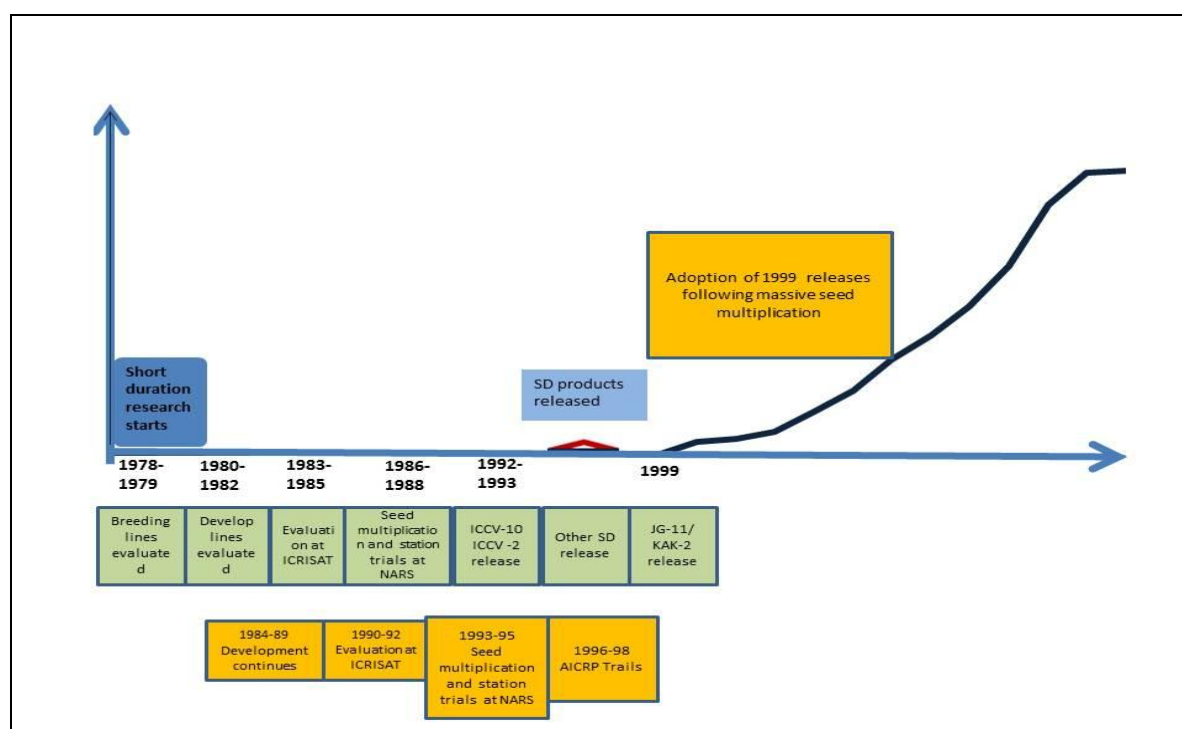 Adoption of 1999 releases
following massive seed
multiplication
Short
duration
research
starts
SD products
released
1978-
1979
1980-
1982
1983-
1985
1986-
1988
1992-
1993
1999
Breeding
lines
evaluate
d
Develop
lines
evaluate
d
Evaluati
on at
ICRISAT
Seed
multiplicatio
n and station
trials at
NARS
ICCV-10
ICCV -2
release
Other SD
release
JG-11/
KAK-2
release
1984-89
Development
continues
1990-92
Evaluation at
ICRISAT
1993-95
Seed
multiplication
and station
trials at NARS
1996-98
AICRP Trails